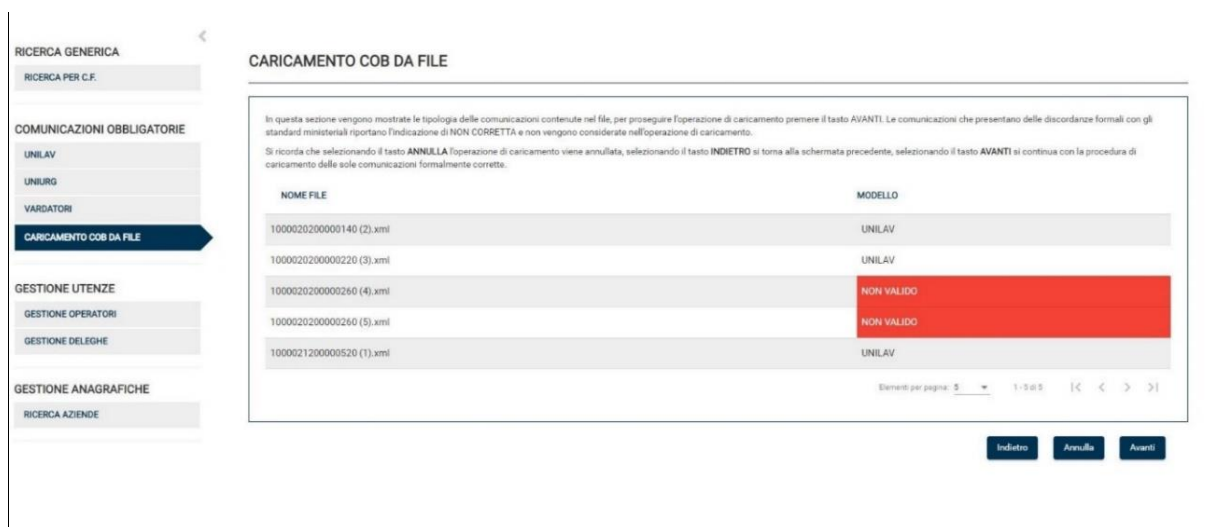 RICERCA GENERICA
RICERCA PER C.F.
COMUNICAZIONI OBBLIGATORIE
UNILAV
UNIURG
VARDATORI
CARICAMENTO COB DA FILE
GESTIONE UTENZE
GESTIONE OPERATORI
GESTIONE DELEGHE
GESTIONE ANAGRAFICHE
RICERCA AZIENDE
CARICAMENTO COB DA FILE
In questa sezione vengono mostrate le tipologia delle comunicazioni contenute nel file, per proseguire l'operazione di caricamento premere il tasto AVANTI. Le comunicazioni che presentano delle discordanze formali con gli
standard ministeriali riportano l'indicazione di NON CORRETTA e non vengono considerate nell'operazione di caricamento.
Si ricorda che selezionando il tasto ANNULLA l'operazione di caricamento viene annullata, selezionando il tasto INDIETRO si torna alla schermata precedente, selezionando il tasto AVANTI si continua con la procedura di
caricamento delle sole comunicazioni formalmente corrette.
NOME FILE MODELLO
1000020200000140 (2).xml UNILAV
1000020200000220 (3).xml UNILAV
1000020200000260 (4).xml NON VALIDO
1000020200000260 (5).xml NON VALIDO
1000021200000520 (1).xml UNILAV
Elementi per pagina: 5 1 - 5 di 5
Indietro Annulla Avanti